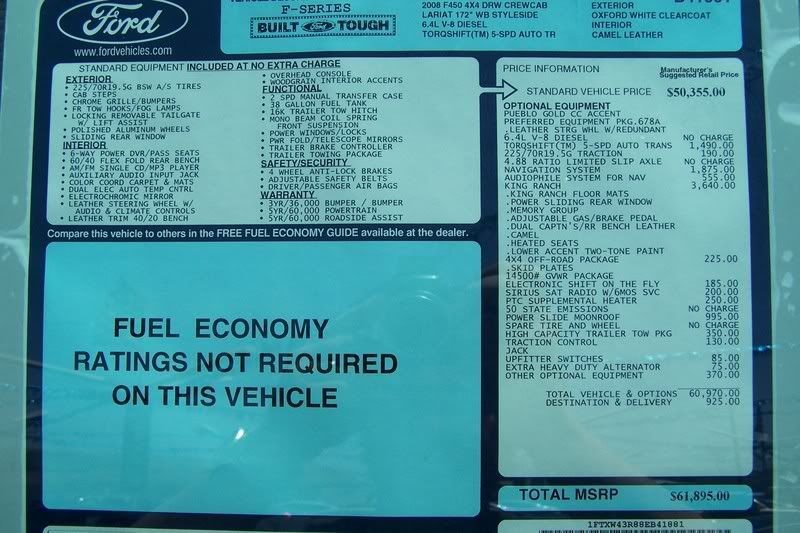 Ford
www.fordvehicles.com
F-SERIES
BUILT Ford TOUGH
2008 F450 4X4 DRW CREWCAB
LARIAT 172" WB STYLESIDE
6.4L V-8 DIESEL
TORQSHIFT(TM) 5-SPD AUTO TR
EXTERIOR
OXFORD WHITE CLEARCOAT
INTERIOR
CAMEL LEATHER
STANDARD EQUIPMENT INCLUDED AT NO EXTRA CHARGE
EXTERIOR
• 225/70R19.5G BSW A/S TIRES
• CAB STEPS
• CHROME GRILLE/BUMPERS
• FR TOW HOOKS/FOG LAMPS
• LOCKING REMOVABLE TAILGATE
W/ LIFT ASSIST
• POLISHED ALUMINUM WHEELS
• SLIDING REAR WINDOW
INTERIOR
• 6-WAY POWER DVR/PASS SEATS
• 60/40 FLEX FOLD REAR BENCH
• AM/FM SINGLE CD/MP3 PLAYER
• AUXILIARY AUDIO INPUT JACK
• COLOR COORD CARPET & MATS
• DUAL ELEC AUTO TEMP CNTRL
• ELECTROCHROMIC MIRROR
• LEATHER STEERING WHEEL W/
AUDIO & CLIMATE CONTROLS
• LEATHER TRIM 40/20 BENCH
• OVERHEAD CONSOLE
• WOODGRAIN INTERIOR ACCENTS
FUNCTIONAL
• 2 SPD MANUAL TRANSFER CASE
• 38 GALLON FUEL TANK
• 16K TRAILER TOW HITCH
• MONO BEAM COIL SPRING
FRONT SUSPENSION
• POWER WINDOWS/LOCKS
• PWR FOLD/TELESCOPE MIRRORS
• TRAILER BRAKE CONTROLLER
• TRAILER TOWING PACKAGE
SAFETY/SECURITY
• 4 WHEEL ANTI-LOCK BRAKES
• ADJUSTABLE SAFETY BELTS
• DRIVER/PASSENGER AIR BAGS
WARRANTY
• 3YR/36,000 BUMPER / BUMPER
• 5YR/60,000 POWERTRAIN
• 5YR/60,000 ROADSIDE ASSIST
Compare this vehicle to others in the FREE FUEL ECONOMY GUIDE available at the dealer.
FUEL ECONOMY
RATINGS NOT REQUIRED
ON THIS VEHICLE
PRICE INFORMATION
Manufacturer's
Suggested Retail Price
STANDARD VEHICLE PRICE $50,355.00
OPTIONAL EQUIPMENT
PUEBLO GOLD CC ACCENT
PREFERRED EQUIPMENT PKG.678A
.LEATHER STRG WHL W/REDUNDANT
6.4L V-8 DIESEL NO CHARGE
TORQSHIFT(TM) 5-SPD AUTO TRANS 1,490.00
225/70R19.5G TRACTION 190.00
4.88 RATIO LIMITED SLIP AXLE NO CHARGE
NAVIGATION SYSTEM 1,875.00
AUDIOPHILE SYSTEM FOR NAV 555.00
KING RANCH 3,640.00
.KING RANCH FLOOR MATS
.POWER SLIDING REAR WINDOW
.MEMORY GROUP
.ADJUSTABLE GAS/BRAKE PEDAL
.DUAL CAPTN'S/RR BENCH LEATHER
.CAMEL
.HEATED SEATS
.LOWER ACCENT TWO-TONE PAINT
4X4 OFF-ROAD PACKAGE 225.00
.SKID PLATES
14500# GVWR PACKAGE
ELECTRONIC SHIFT ON THE FLY 185.00
SIRIUS SAT RADIO W/6MOS SVC 200.00
PTC SUPPLEMENTAL HEATER 250.00
50 STATE EMISSIONS NO CHARGE
POWER SLIDE MOONROOF 995.00
SPARE TIRE AND WHEEL NO CHARGE
HIGH CAPACITY TRAILER TOW PKG 350.00
TRACTION CONTROL 130.00
JACK
UPFITTER SWITCHES 85.00
EXTRA HEAVY DUTY ALTERNATOR 75.00
OTHER OPTIONAL EQUIPMENT 370.00
TOTAL VEHICLE & OPTIONS 60,970.00
DESTINATION & DELIVERY 925.00
TOTAL MSRP $61,895.00
1FTXW43R88EB41881